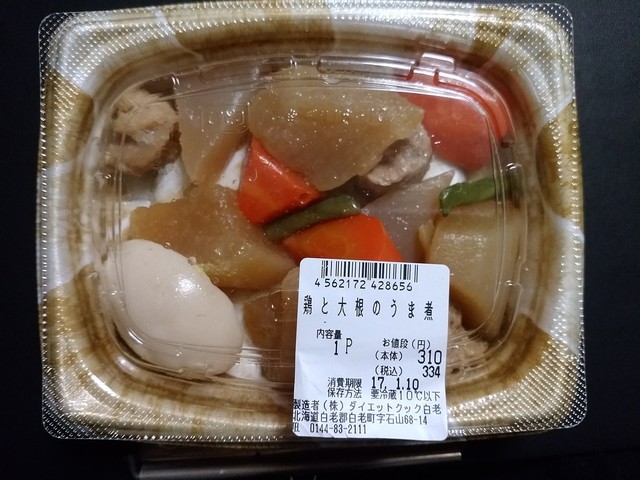 4562172 428656
鶏と大根のうま煮
内容量
1P
お値段(円)
(本体) 310
(税込) 334
消費期限 17.1.10
保存方法 要冷蔵10℃以下
製造者(株)ダイエットクック白老
北海道白老郡白老町字石山68-14
TEL 0144-83-2111